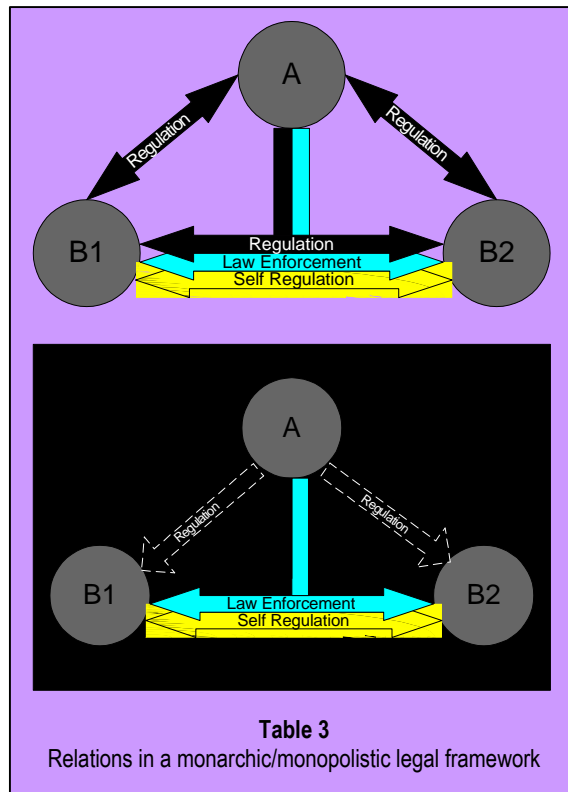 A
Regulation
Regulation
B1
B2
Regulation
Law Enforcement
Self Regulation
A
Regulation
Regulation
B1
B2
Law Enforcement
Self Regulation
Table 3
Relations in a monarchic/monopolistic legal framework